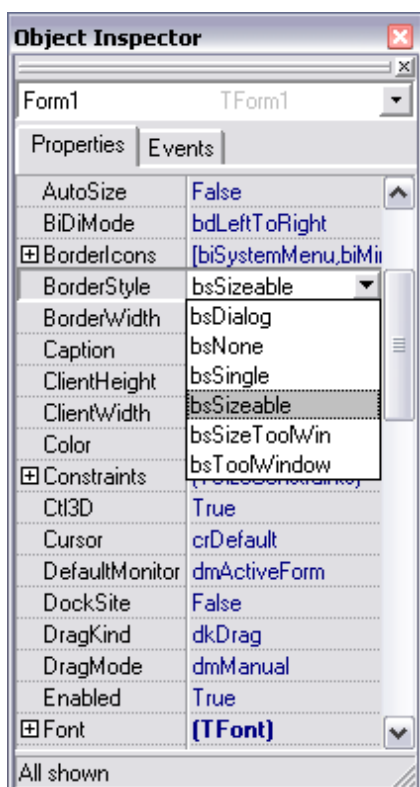 Object Inspector
Form1 TForm1
Properties Events
AutoSize False
BiDiMode bdLeftToRight
BorderIcons [biSystemMenu,biMi
BorderStyle bsSizeable
BorderWidth bsDialog
Caption bsNone
ClientHeight bsSingle
ClientWidth bsSizeable
Color bsSizeToolWin
Constraints bsToolWindow
Ctl3D True
Cursor crDefault
DefaultMonitor dmActiveForm
DockSite False
DragKind dkDrag
DragMode dmManual
Enabled True
Font (TFont)
All shown